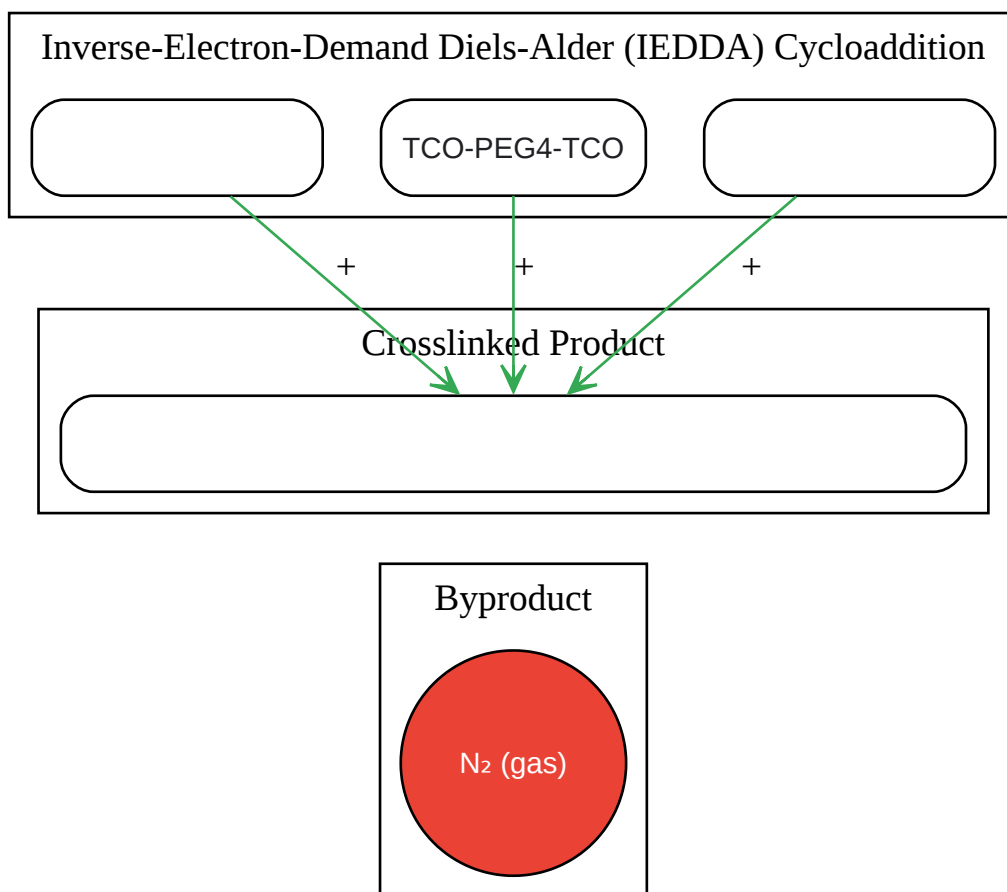 Inverse-Electron-Demand Diels-Alder (IEDDA) Cycloaddition
TCO-PEG4-TCO
+ + +
Crosslinked Product
Byproduct
N₂ (gas)